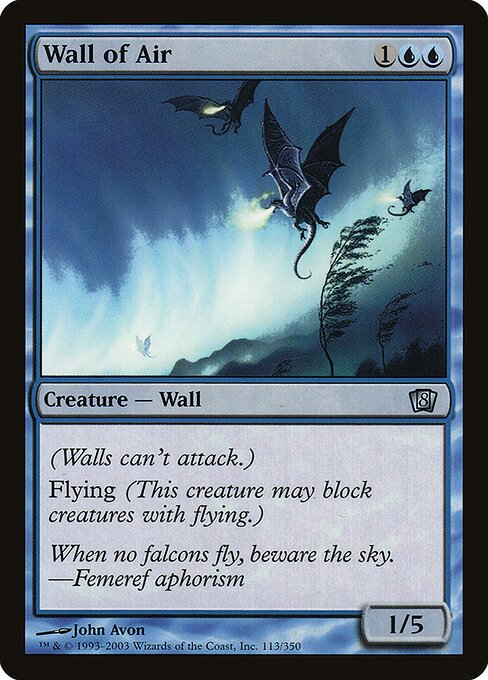 Wall of Air 1
Creature — Wall 8
(Walls can't attack.)
Flying (This creature may block
creatures with flying.)
When no falcons fly, beware the sky.
—Femeref aphorism
1/5
John Avon
™ & © 1993–2003 Wizards of the Coast, Inc. 113/350